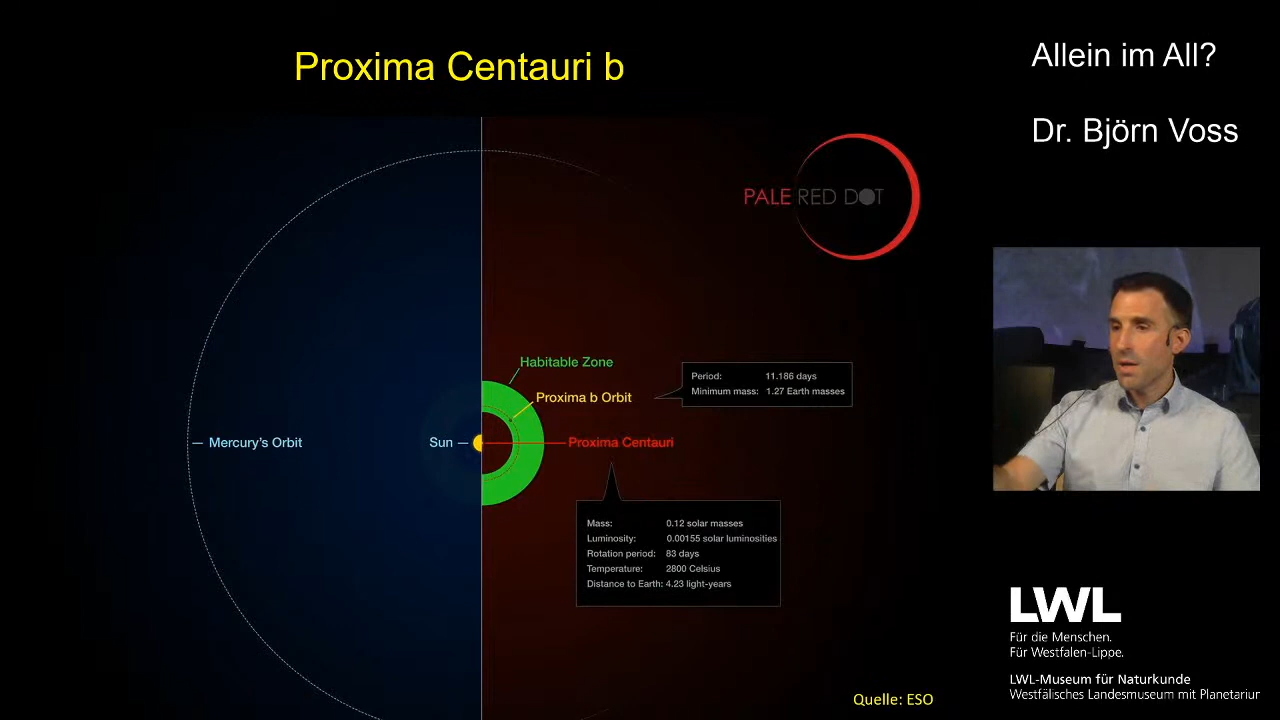 Proxima Centauri b
Allein im All?
Dr. Björn Voss
PALE RED DOT
Habitable Zone
Proxima b Orbit
Period: 11.186 days
Minimum mass: 1.27 Earth masses
Mercury's Orbit
Sun
Proxima Centauri
Mass: 0.12 solar masses
Luminosity: 0.00155 solar luminosities
Rotation period: 83 days
Temperature: 2800 Celsius
Distance to Earth: 4.23 light-years
LWL
Für die Menschen.
Für Westfalen-Lippe.
LWL-Museum für Naturkunde
Westfälisches Landesmuseum mit Planetariur
Quelle: ESO